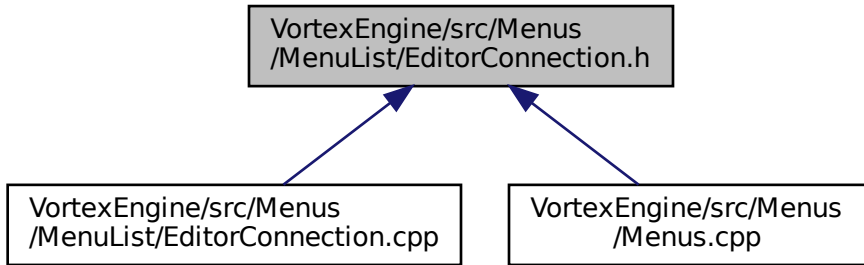 VortexEngine/src/Menus
/MenuList/EditorConnection.h
VortexEngine/src/Menus
/MenuList/EditorConnection.cpp
VortexEngine/src/Menus
/Menus.cpp